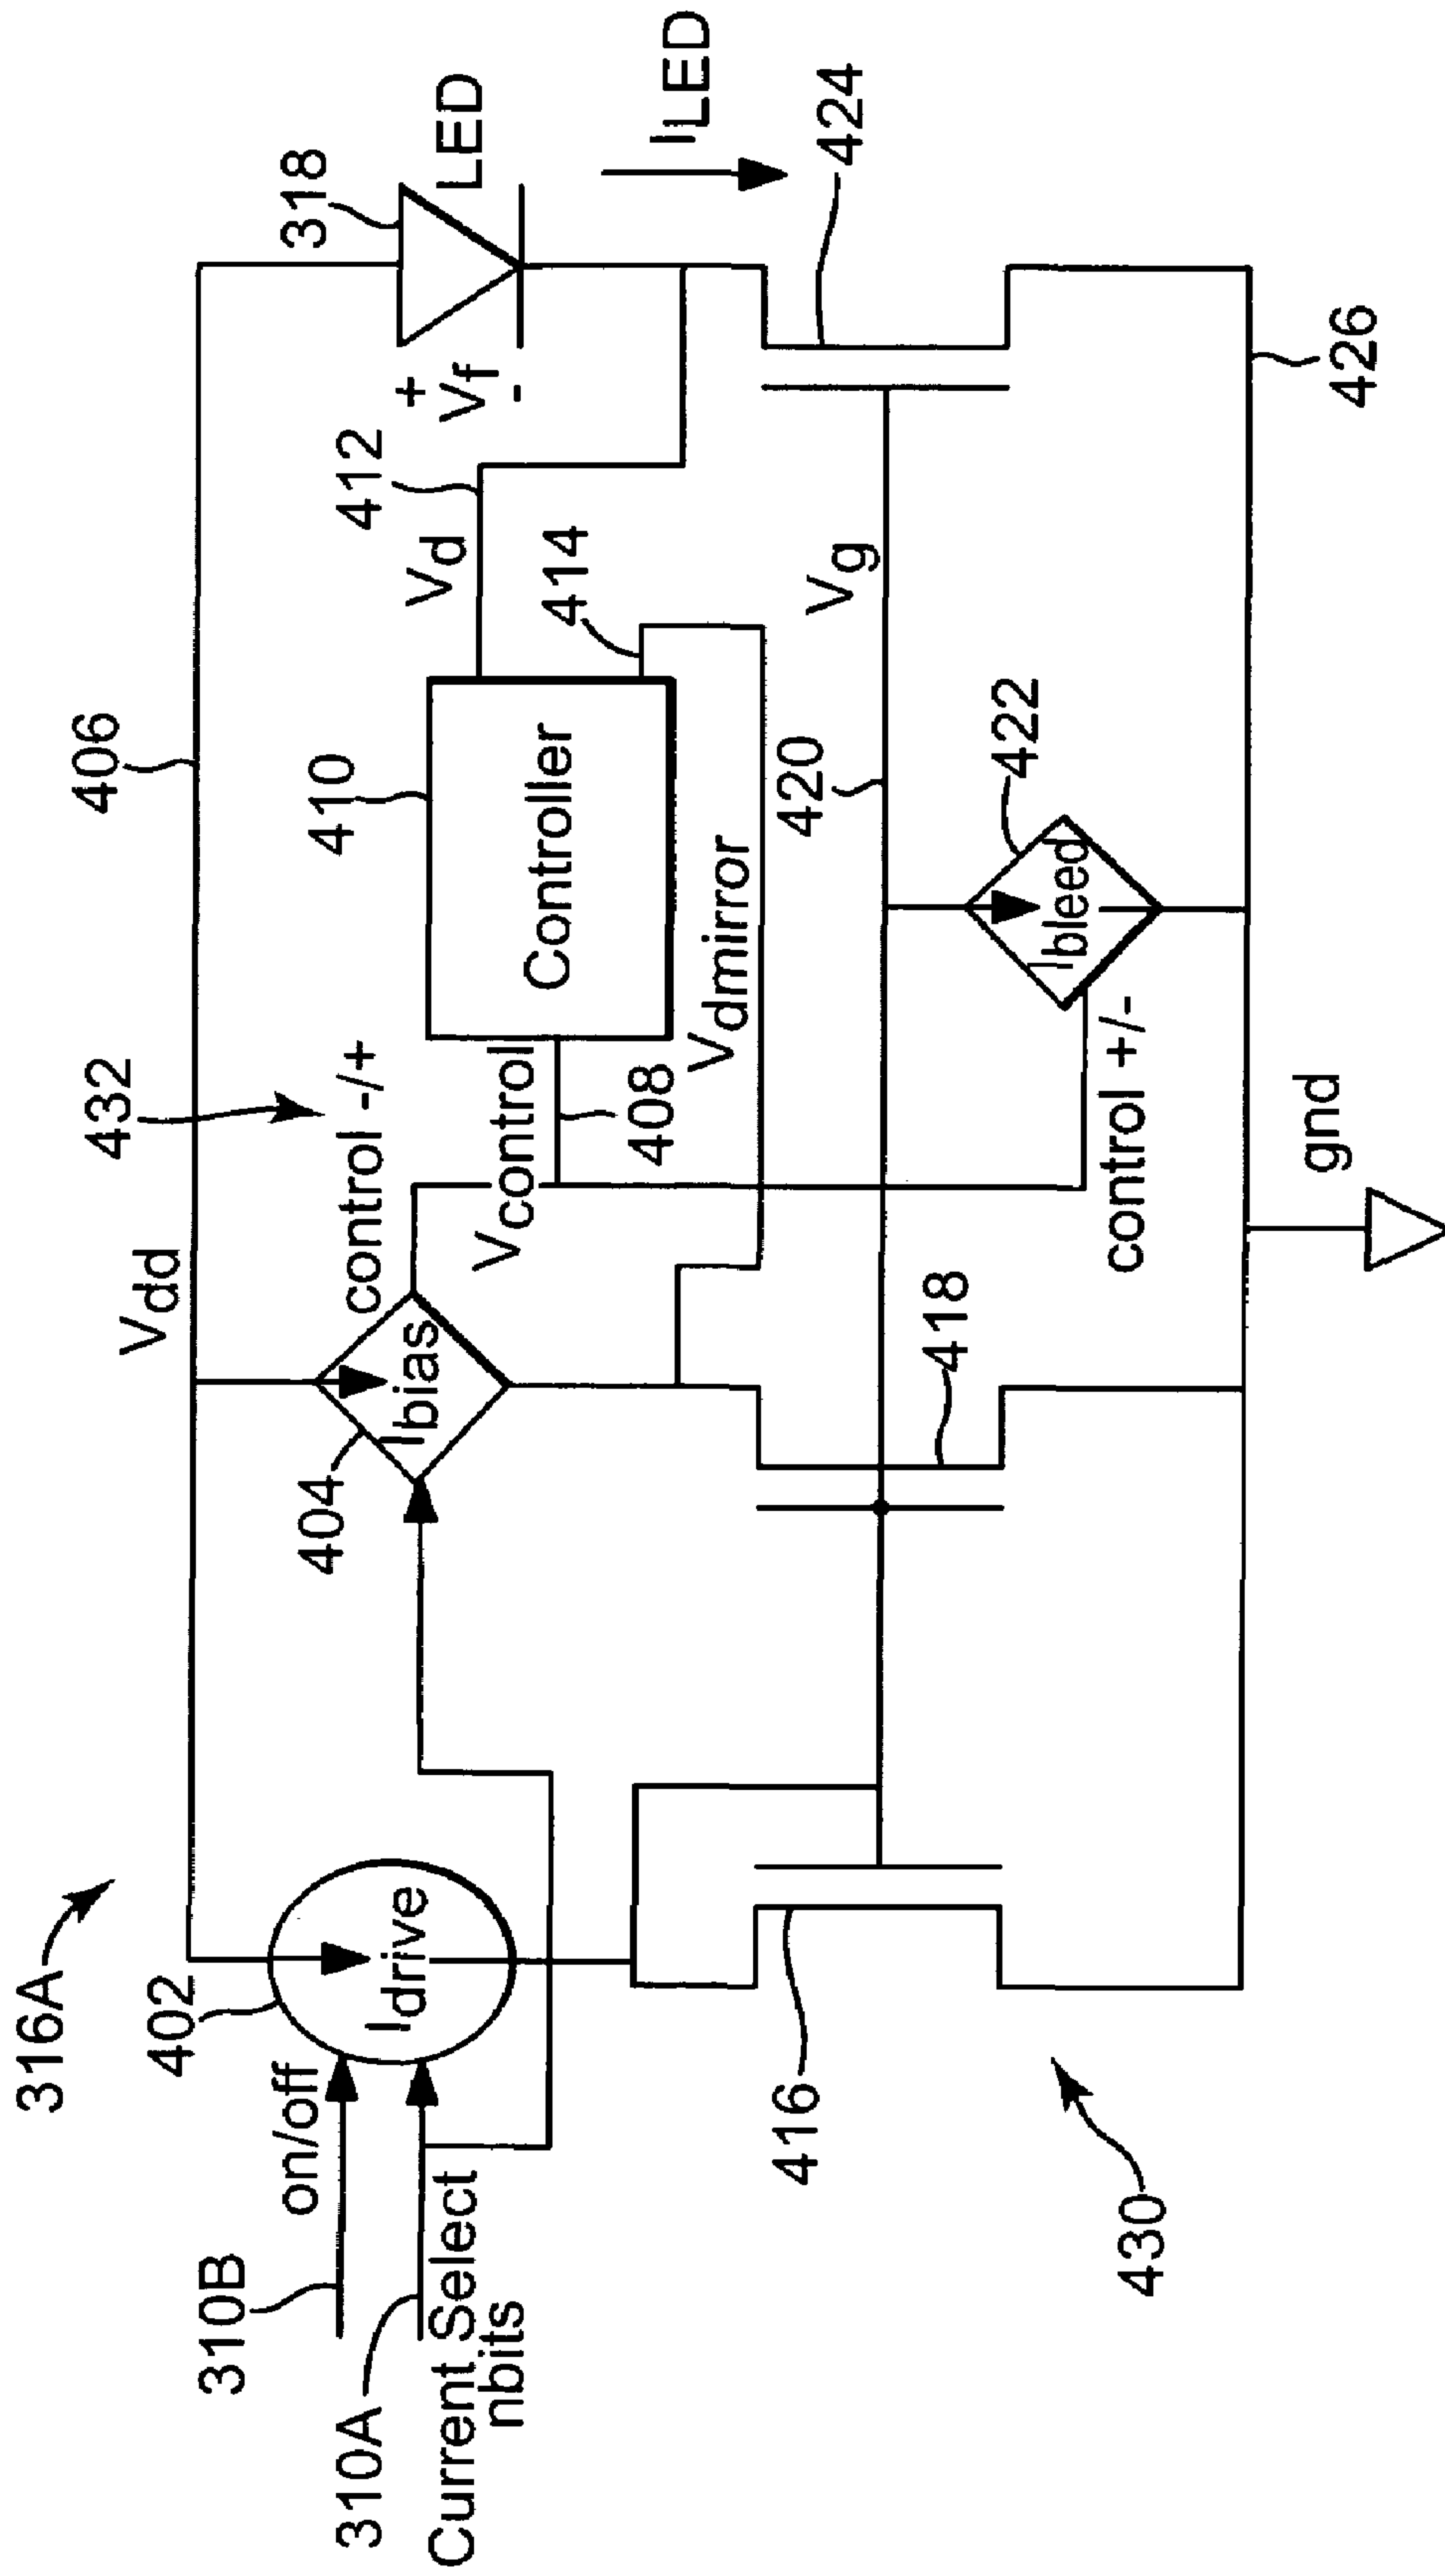 316A
432
406
Vdd
402
318
310B
on/off
control -/+
410
412
LED
310A
Idrive
404
Ibias
Vcontrol
Controller
Vd
+
Vf
-
Current Select
nbits
408
414
ILED
Vdmirror
416
418
420
Vg
424
422
Ibleed
430
control +/-
gnd
426